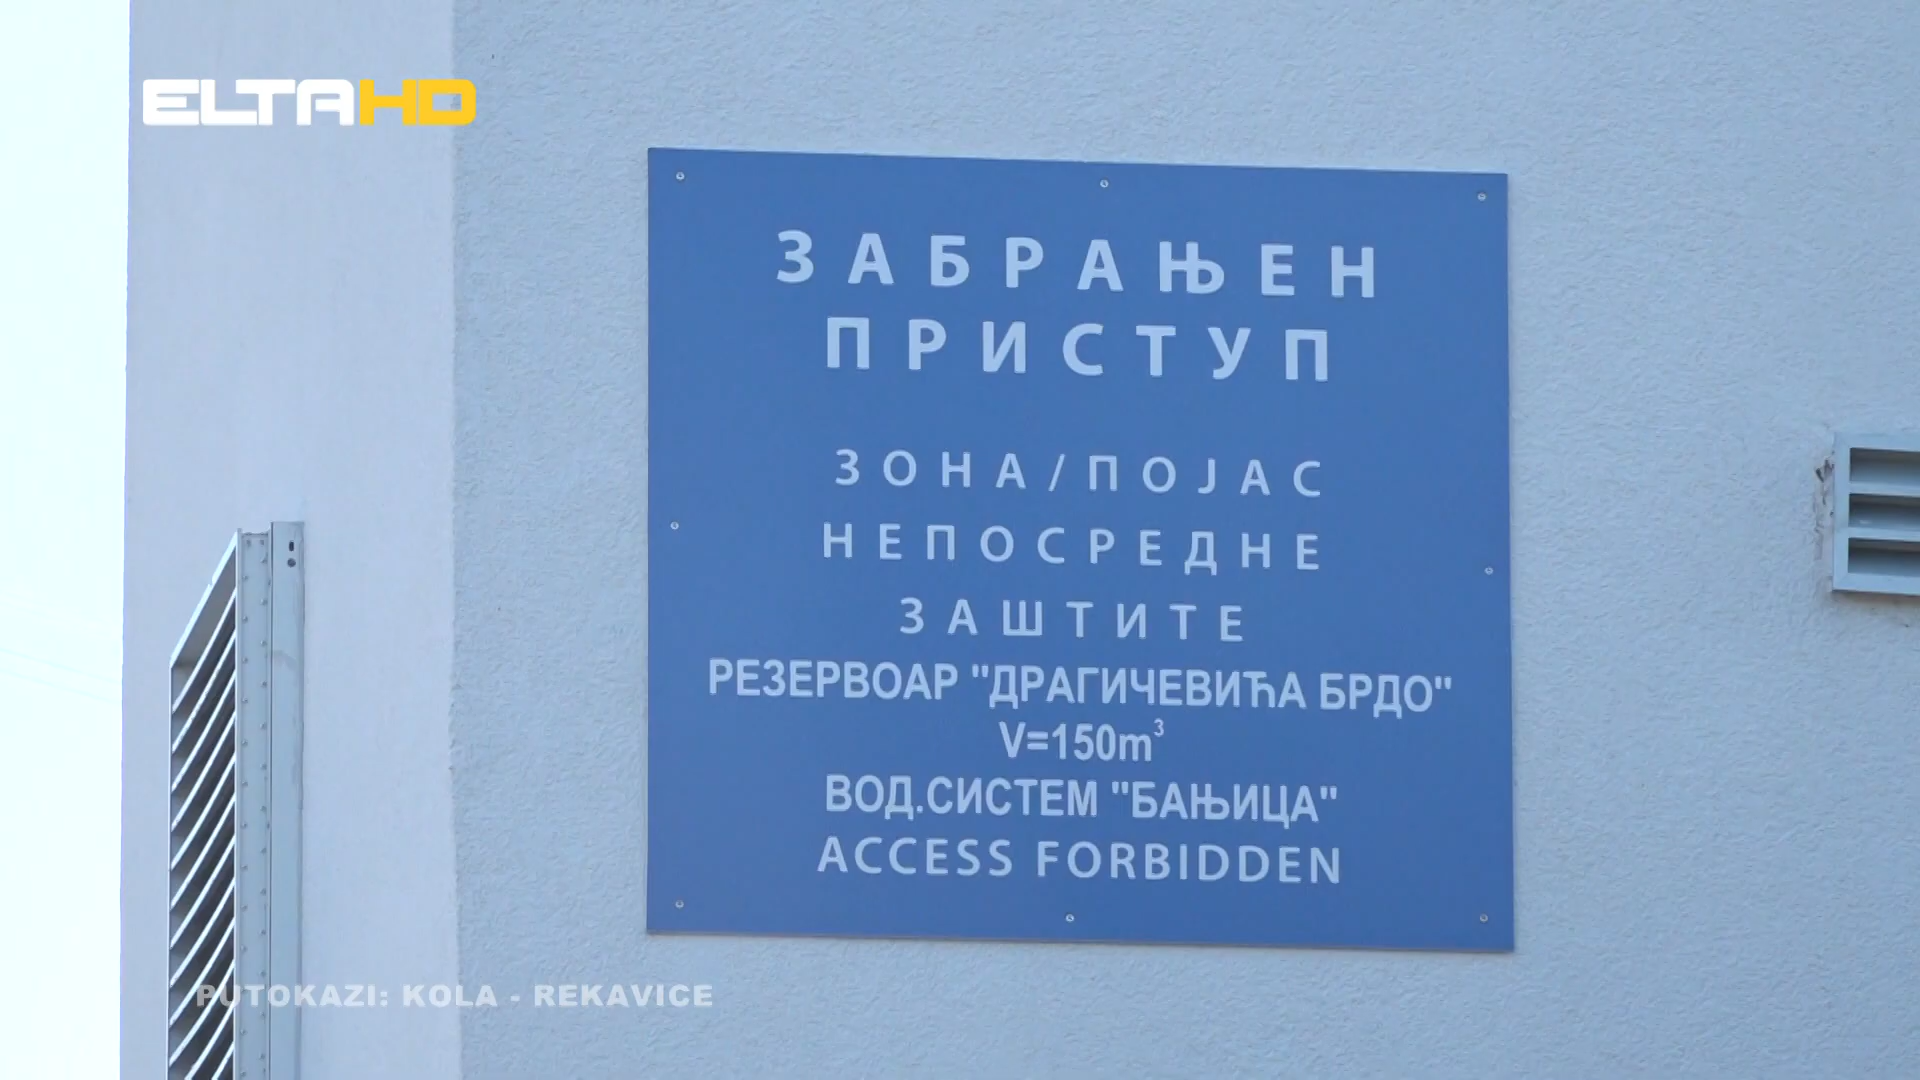 ELTAHD
ЗАБРАЊЕН
ПРИСТУП
ЗОНА/ПОЈАС
НЕПОСРЕДНЕ
ЗАШТИТЕ
РЕЗЕРВОАР "ДРАГИЧЕВИЋА БРДО"
V=150m³
ВОД.СИСТЕМ "БАЊИЦА"
ACCESS FORBIDDEN
PUTOKAZI: KOLA - REKAVICE